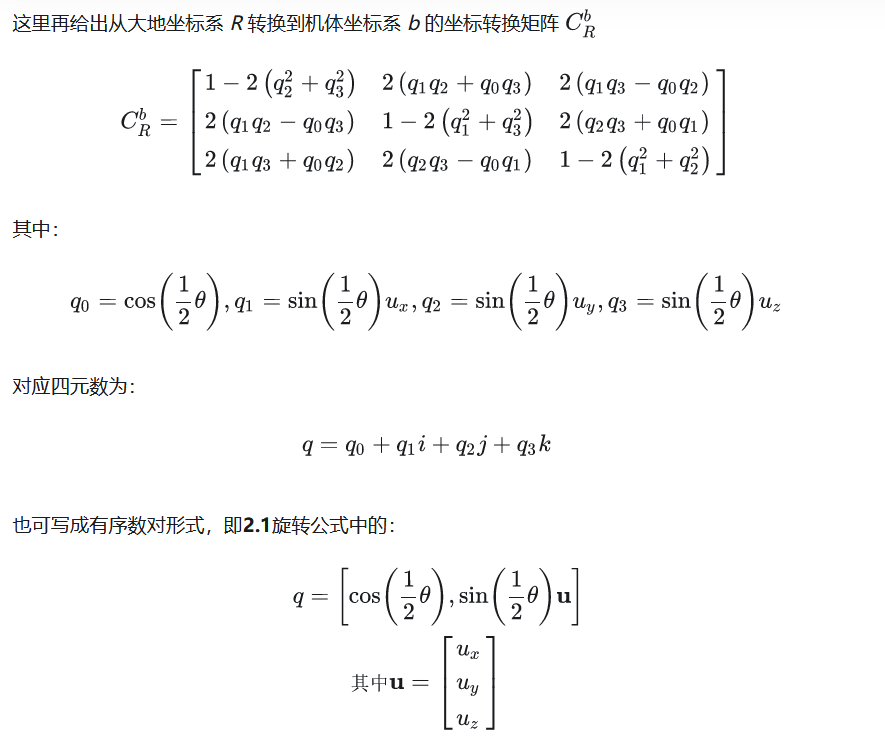 这里再给出从大地坐标系 R 转换到机体坐标系 b 的坐标转换矩阵 $C_R^b$
$C_R^b = \begin{bmatrix} 1-2\left(q_2^2+q_3^2\right) & 2\left(q_1q_2+q_0q_3\right) & 2\left(q_1q_3-q_0q_2\right) \\ 2\left(q_1q_2-q_0q_3\right) & 1-2\left(q_1^2+q_3^2\right) & 2\left(q_2q_3+q_0q_1\right) \\ 2\left(q_1q_3+q_0q_2\right) & 2\left(q_2q_3-q_0q_1\right) & 1-2\left(q_1^2+q_2^2\right) \end{bmatrix}$
其中：
$q_0 = \cos\left(\frac{1}{2}\theta\right), q_1 = \sin\left(\frac{1}{2}\theta\right)u_x, q_2 = \sin\left(\frac{1}{2}\theta\right)u_y, q_3 = \sin\left(\frac{1}{2}\theta\right)u_z$
对应四元数为：
$q = q_0 + q_1i + q_2j + q_3k$
也可写成有序数对形式，即2.1旋转公式中的：
$q = \left[\cos\left(\frac{1}{2}\theta\right), \sin\left(\frac{1}{2}\theta\right)\mathbf{u}\right]$
其中$\mathbf{u} = \begin{bmatrix} u_x \\ u_y \\ u_z \end{bmatrix}$